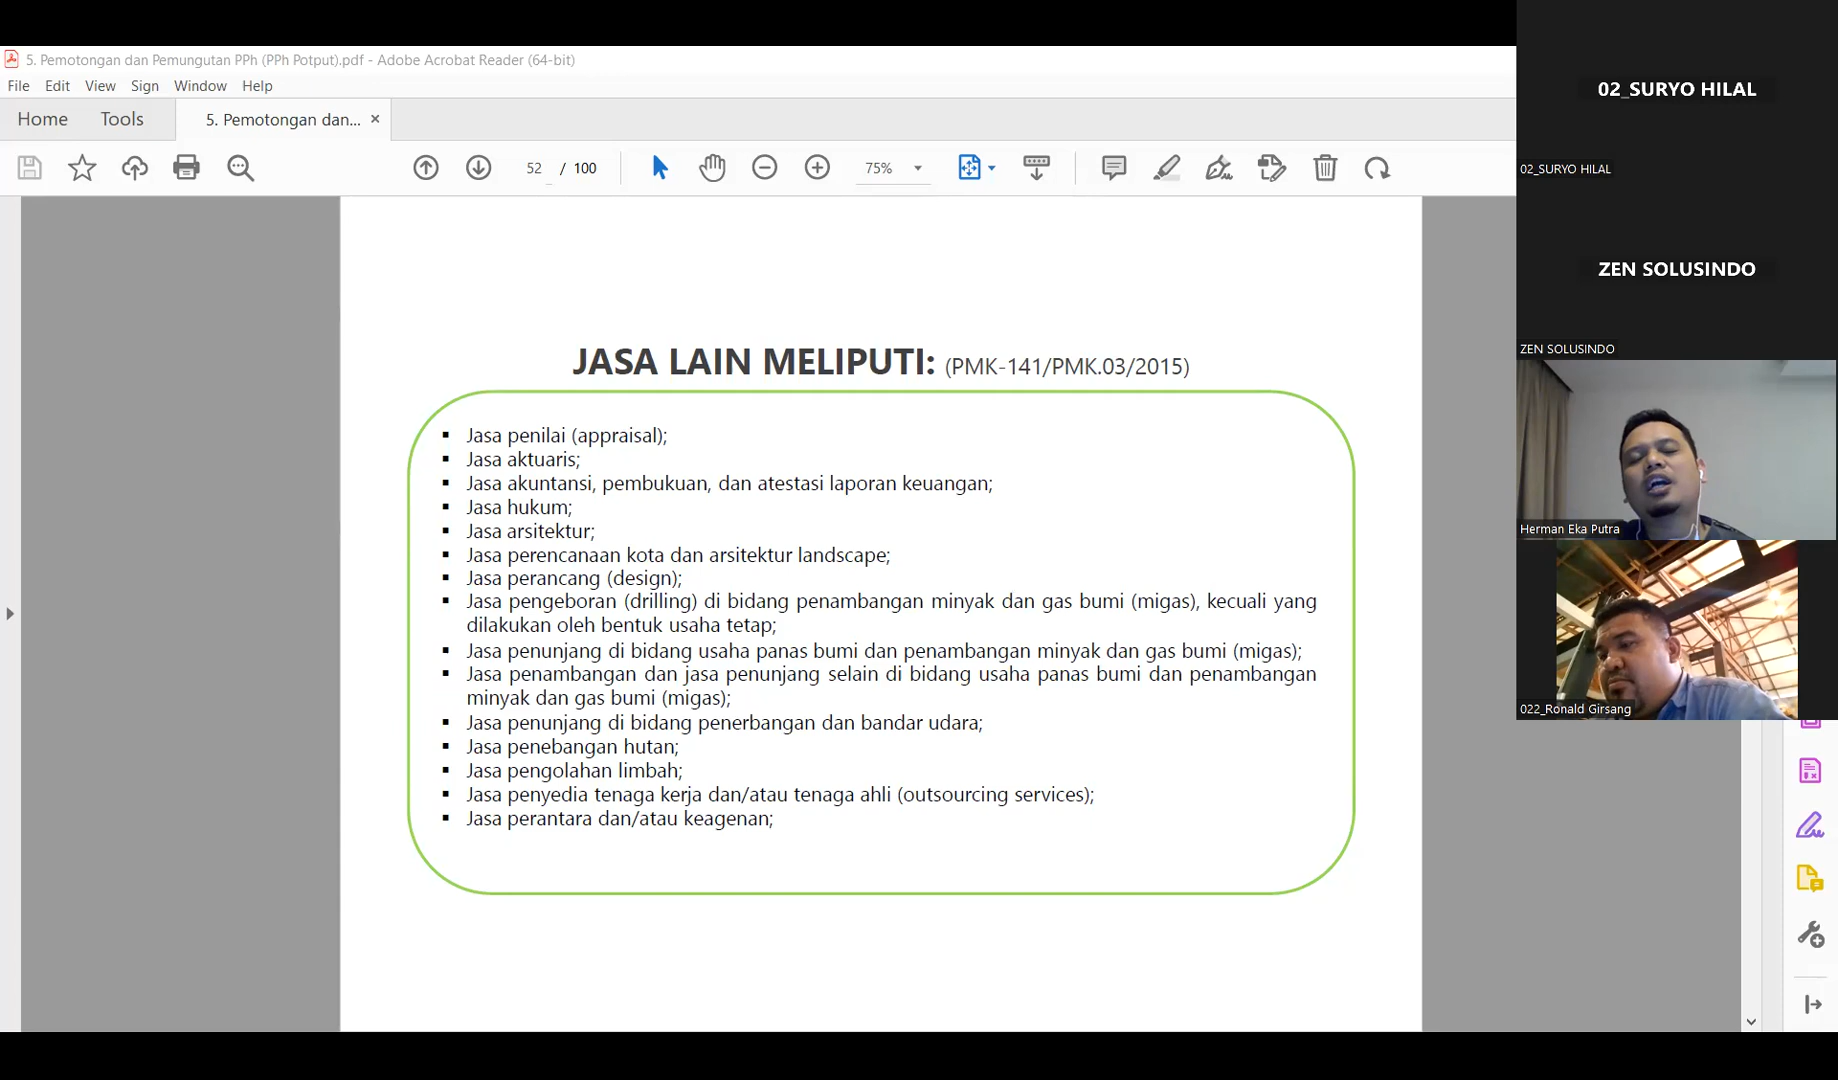 5. Pemotongan dan Pemungutan PPh (PPh Potput).pdf - Adobe Acrobat Reader (64-bit)
File Edit View Sign Window Help
Home Tools 5. Pemotongan dan... ×
52 / 100 75%
JASA LAIN MELIPUTI: (PMK-141/PMK.03/2015)
▪ Jasa penilai (appraisal);
▪ Jasa aktuaris;
▪ Jasa akuntansi, pembukuan, dan atestasi laporan keuangan;
▪ Jasa hukum;
▪ Jasa arsitektur;
▪ Jasa perencanaan kota dan arsitektur landscape;
▪ Jasa perancang (design);
▪ Jasa pengeboran (drilling) di bidang penambangan minyak dan gas bumi (migas), kecuali yang
dilakukan oleh bentuk usaha tetap;
▪ Jasa penunjang di bidang usaha panas bumi dan penambangan minyak dan gas bumi (migas);
▪ Jasa penambangan dan jasa penunjang selain di bidang usaha panas bumi dan penambangan
minyak dan gas bumi (migas);
▪ Jasa penunjang di bidang penerbangan dan bandar udara;
▪ Jasa penebangan hutan;
▪ Jasa pengolahan limbah;
▪ Jasa penyedia tenaga kerja dan/atau tenaga ahli (outsourcing services);
▪ Jasa perantara dan/atau keagenan;
02_SURYO HILAL
02_SURYO HILAL
ZEN SOLUSINDO
ZEN SOLUSINDO
Herman Eka Putra
022_Ronald Girsang